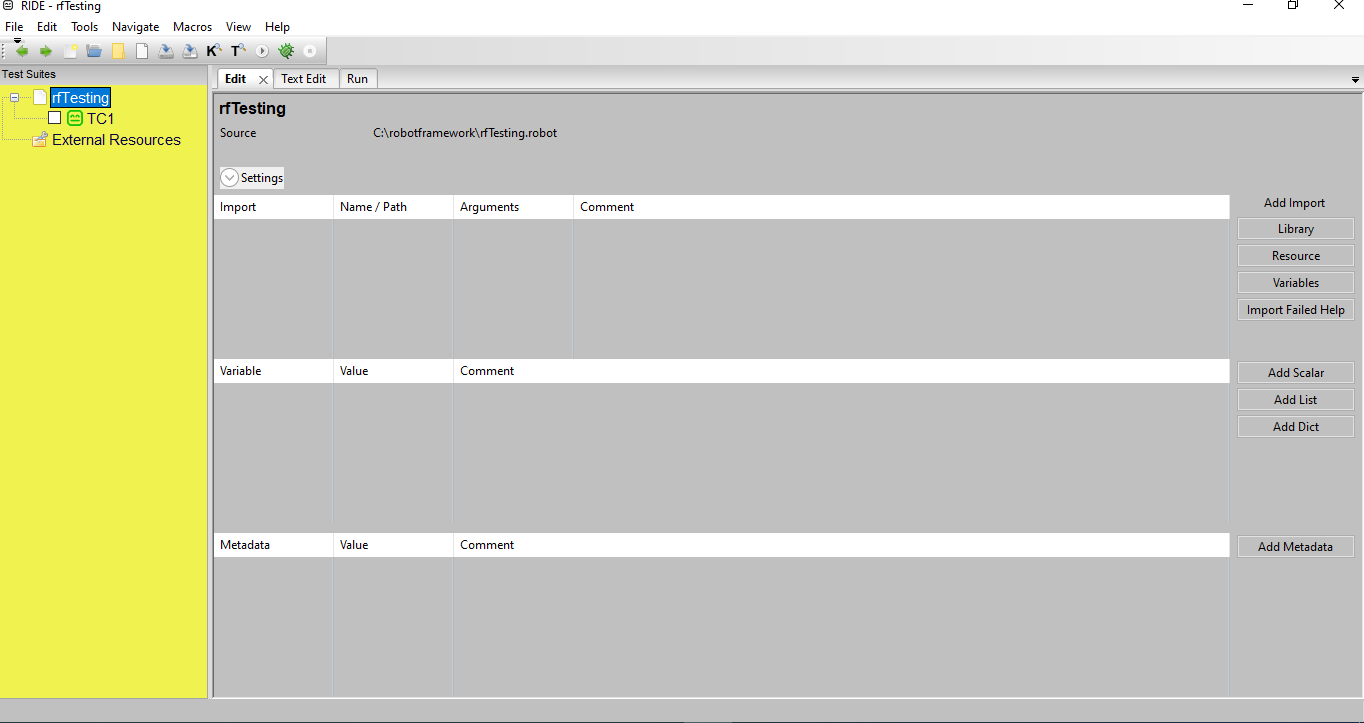 RIDE - rfTesting
File Edit Tools Navigate Macros View Help
K T
Test Suites
Edit Text Edit Run
rfTesting
TC1
External Resources
rfTesting
Source C:\robotframework\rfTesting.robot
Settings
Import Name / Path Arguments Comment
Add Import
Library
Resource
Variables
Import Failed Help
Variable Value Comment
Add Scalar
Add List
Add Dict
Metadata Value Comment
Add Metadata